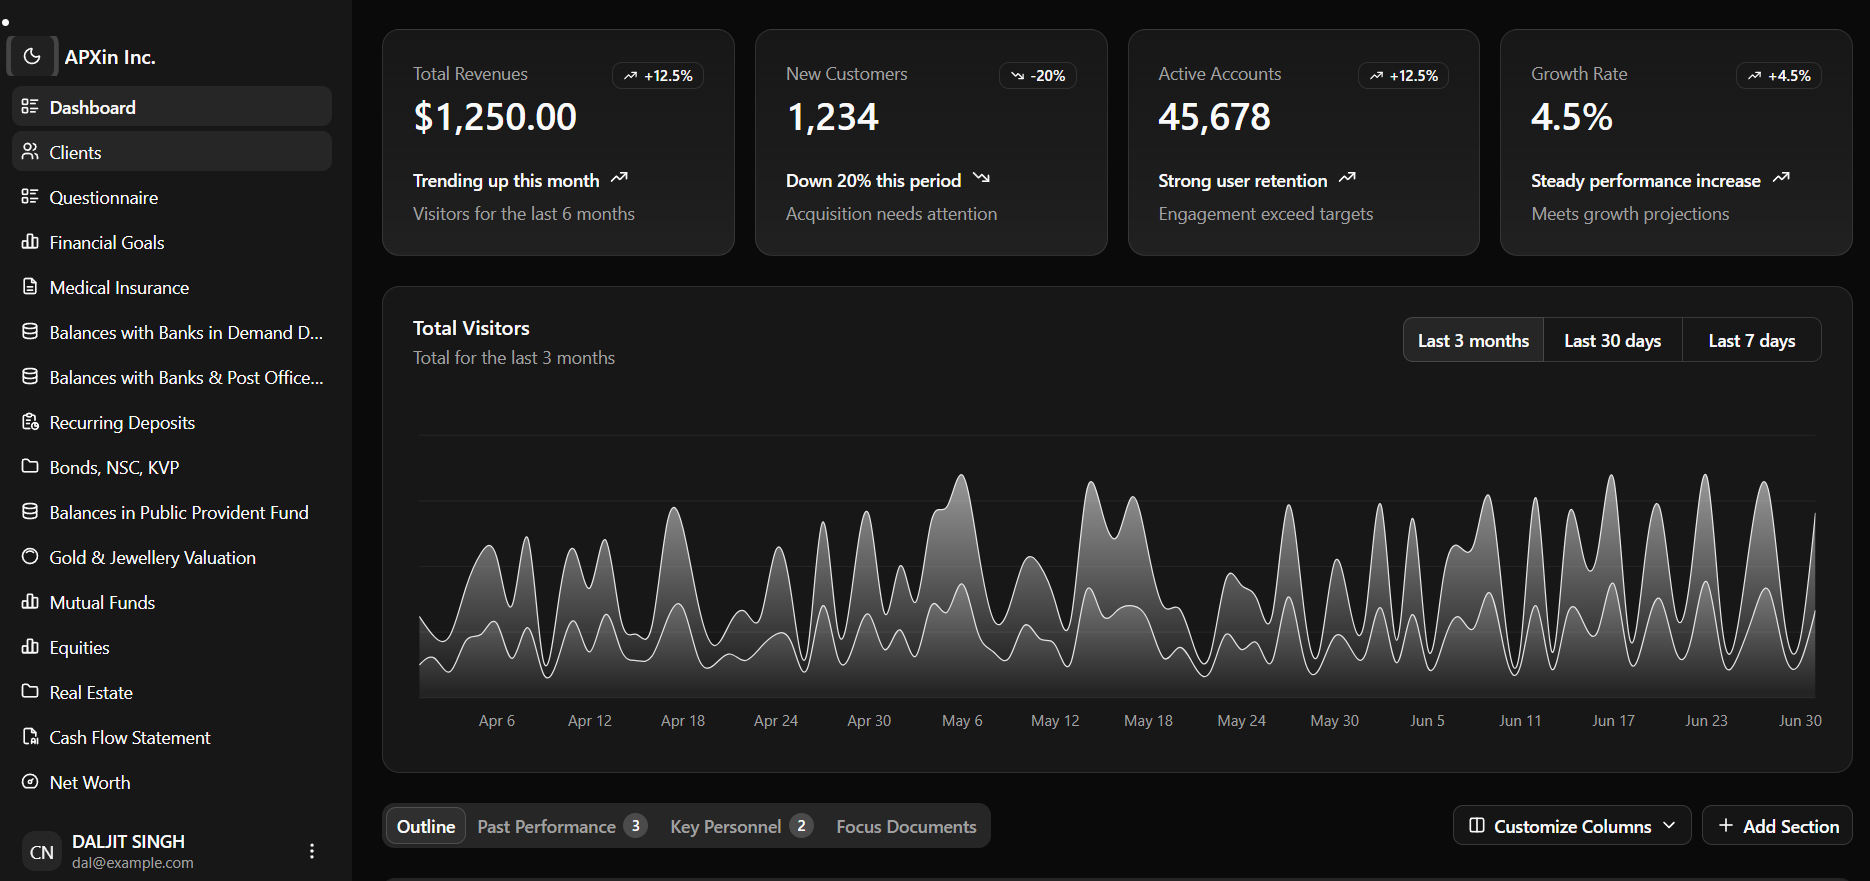 APXin Inc.
Dashboard
Clients
Questionnaire
Financial Goals
Medical Insurance
Balances with Banks in Demand D...
Balances with Banks & Post Office...
Recurring Deposits
Bonds, NSC, KVP
Balances in Public Provident Fund
Gold & Jewellery Valuation
Mutual Funds
Equities
Real Estate
Cash Flow Statement
Net Worth
CN
DALJIT SINGH
dal@example.com
Total Revenues
+12.5%
$1,250.00
Trending up this month
Visitors for the last 6 months
New Customers
-20%
1,234
Down 20% this period
Acquisition needs attention
Active Accounts
+12.5%
45,678
Strong user retention
Engagement exceed targets
Growth Rate
+4.5%
4.5%
Steady performance increase
Meets growth projections
Total Visitors
Total for the last 3 months
Last 3 months
Last 30 days
Last 7 days
Apr 6 Apr 12 Apr 18 Apr 24 Apr 30 May 6 May 12 May 18 May 24 May 30 Jun 5 Jun 11 Jun 17 Jun 23 Jun 30
Outline
Past Performance 3
Key Personnel 2
Focus Documents
Customize Columns
Add Section